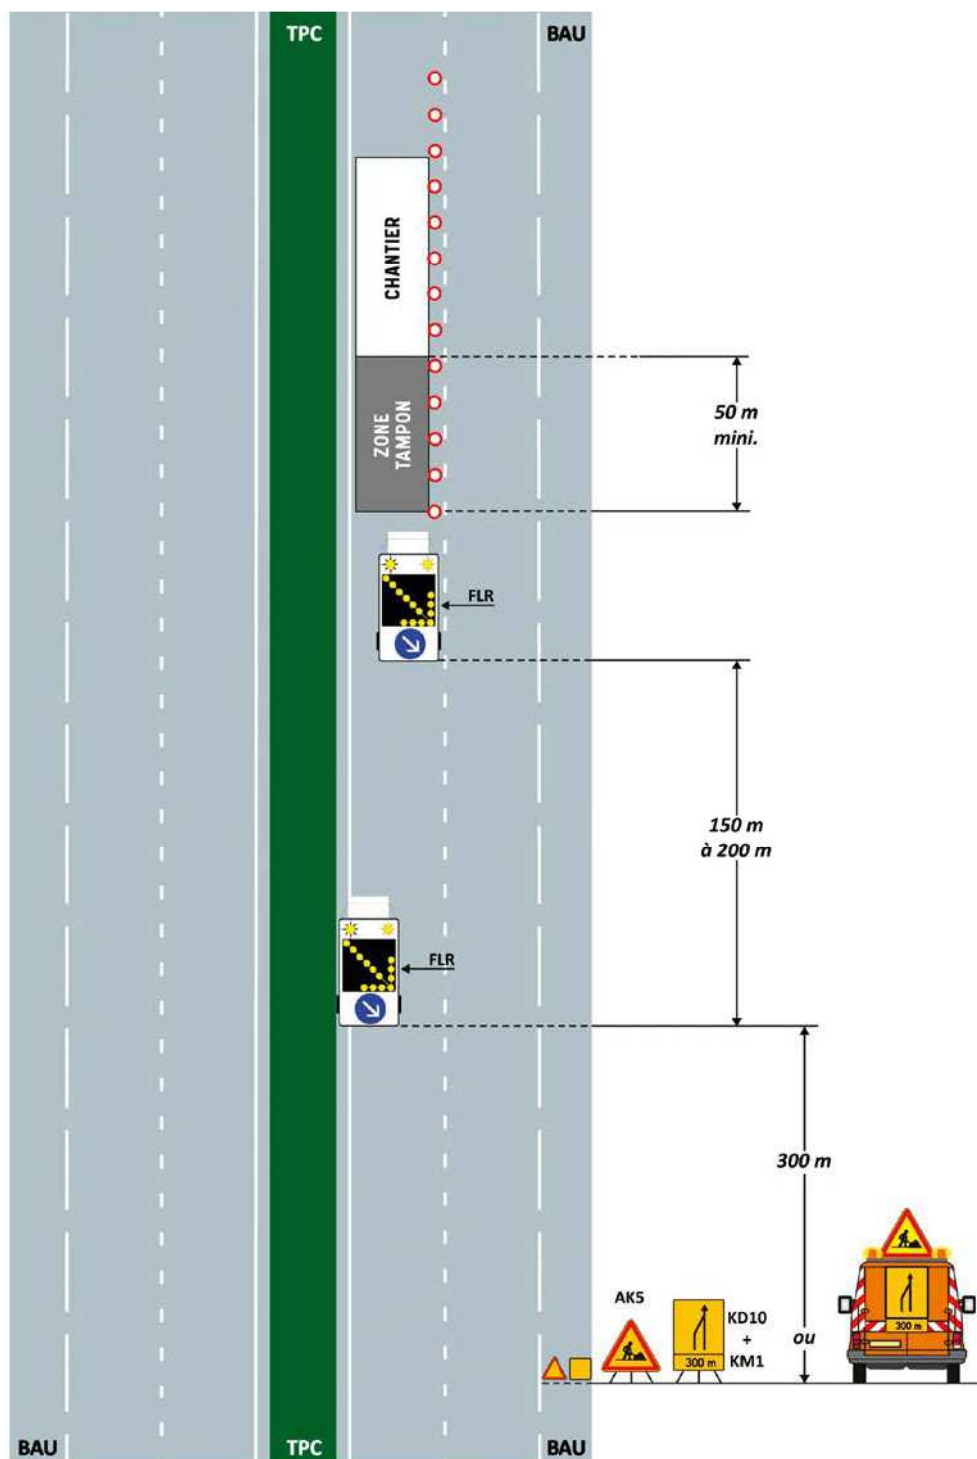 TPC
BAU
CHANTIER
ZONE
TAMPON
50 m
mini.
FLR
150 m
à 200 m
FLR
300 m
AK5
300 m
KD10
+
KM1
ou
300 m
BAU
TPC
BAU